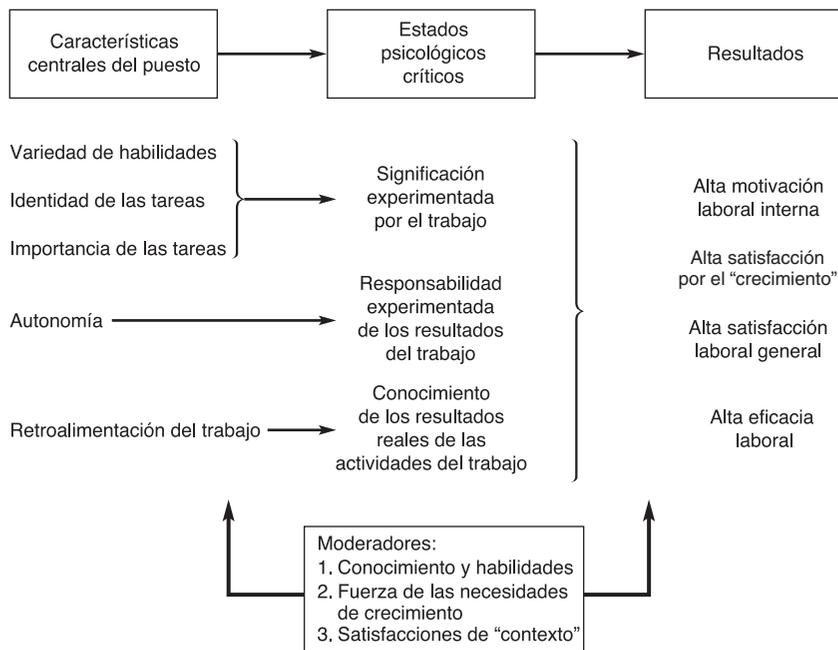 Características
centrales del puesto
Estados
psicológicos
críticos
Resultados
Variedad de habilidades
Identidad de las tareas
Importancia de las tareas
Significación
experimentada
por el trabajo
Autonomía
Responsabilidad
experimentada
de los resultados
del trabajo
Retroalimentación del trabajo
Conocimiento
de los resultados
reales de las
actividades del trabajo
Alta motivación
laboral interna
Alta satisfacción
por el “crecimiento”
Alta satisfacción
laboral general
Alta eficacia
laboral
Moderadores:
1. Conocimiento y habilidades
2. Fuerza de las necesidades
de crecimiento
3. Satisfacciones de “contexto”